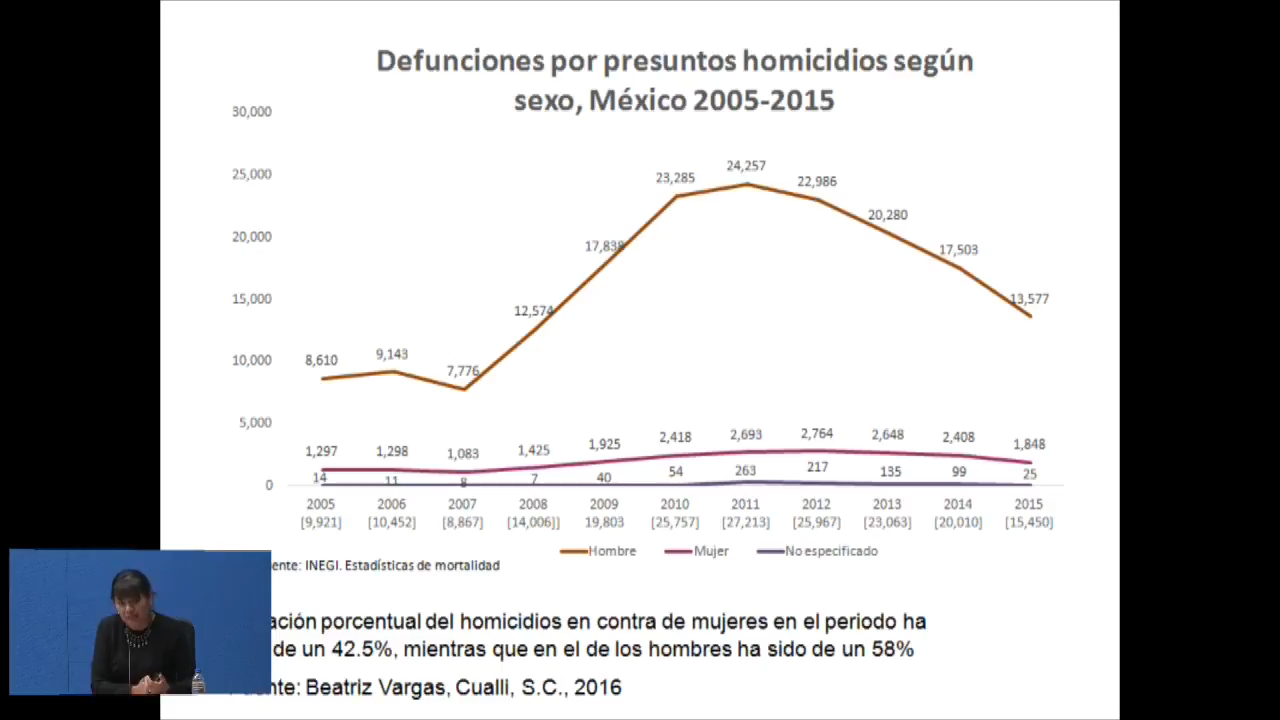 Defunciones por presuntos homicidios según
sexo, México 2005-2015
30,000
25,000
20,000
15,000
10,000
5,000
0
8,610 9,143 7,776 12,574 17,838 23,285 24,257 22,986 20,280 17,503 13,577
1,297 1,298 1,083 1,425 1,925 2,418 2,693 2,764 2,648 2,408 1,848
14 11 8 7 40 54 263 217 135 99 25
2005 2006 2007 2008 2009 2010 2011 2012 2013 2014 2015
[9,921] [10,452] [8,867] [14,006]] 19,803 [25,757] [27,213] [25,967] [23,063] [20,010] [15,450]
Hombre Mujer No especificado
INEGI. Estadísticas de mortalidad
porcentual del homicidios en contra de mujeres en el periodo ha
de un 42.5%, mientras que en el de los hombres ha sido de un 58%
Beatriz Vargas, Cualli, S.C., 2016